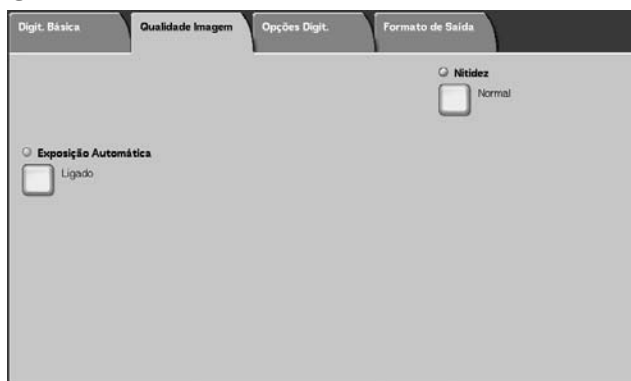 Digit. Básica
Qualidade Imagem
Opções Digit.
Formato de Saída
Nitidez
Normal
Exposição Automática
Ligado